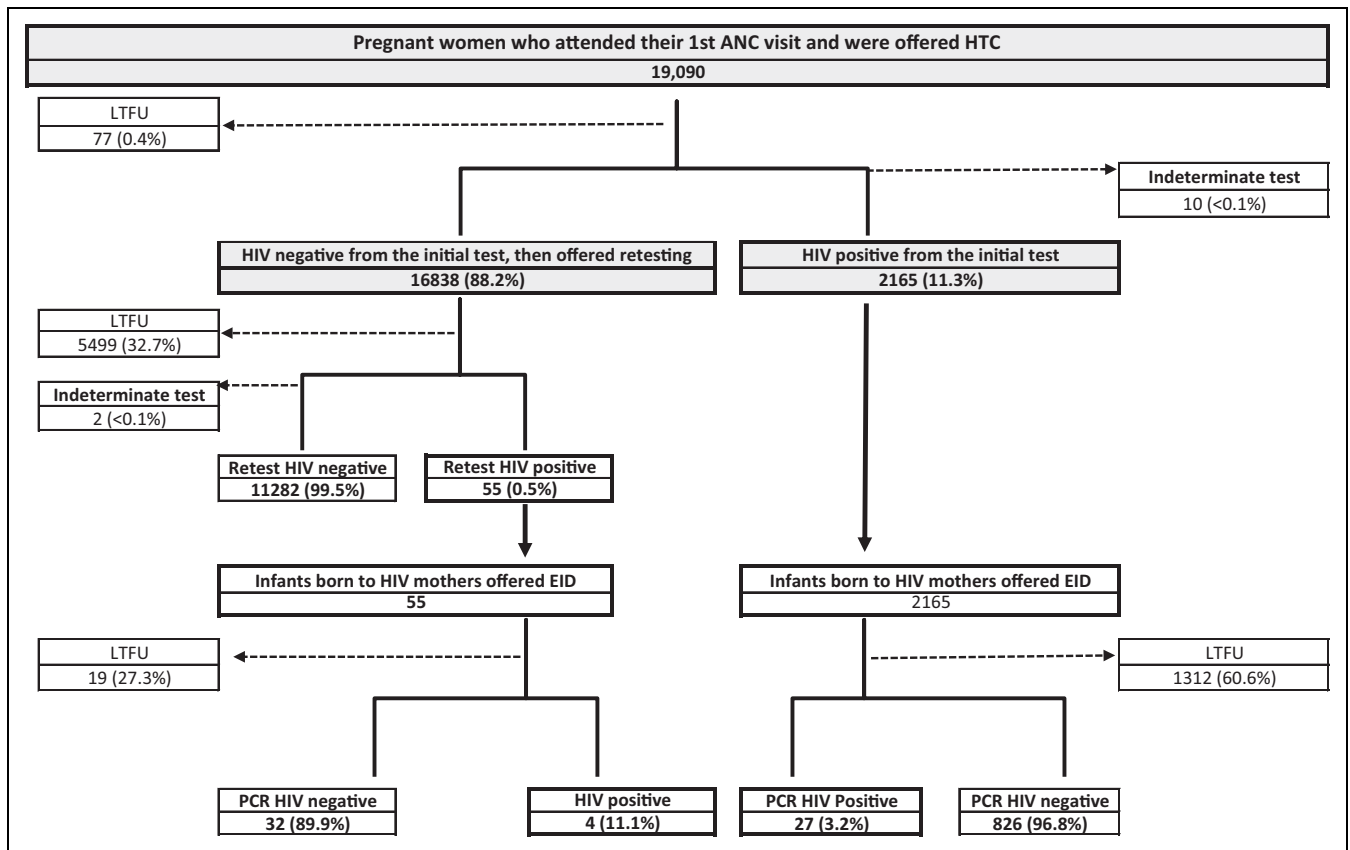 Pregnant women who attended their 1st ANC visit and were offered HTC
19,090
LTFU
77 (0.4%)
Indeterminate test
10 (<0.1%)
HIV negative from the initial test, then offered retesting
16838 (88.2%)
HIV positive from the initial test
2165 (11.3%)
LTFU
5499 (32.7%)
Indeterminate test
2 (<0.1%)
Retest HIV negative
11282 (99.5%)
Retest HIV positive
55 (0.5%)
Infants born to HIV mothers offered EID
55
Infants born to HIV mothers offered EID
2165
LTFU
19 (27.3%)
LTFU
1312 (60.6%)
PCR HIV negative
32 (89.9%)
HIV positive
4 (11.1%)
PCR HIV Positive
27 (3.2%)
PCR HIV negative
826 (96.8%)